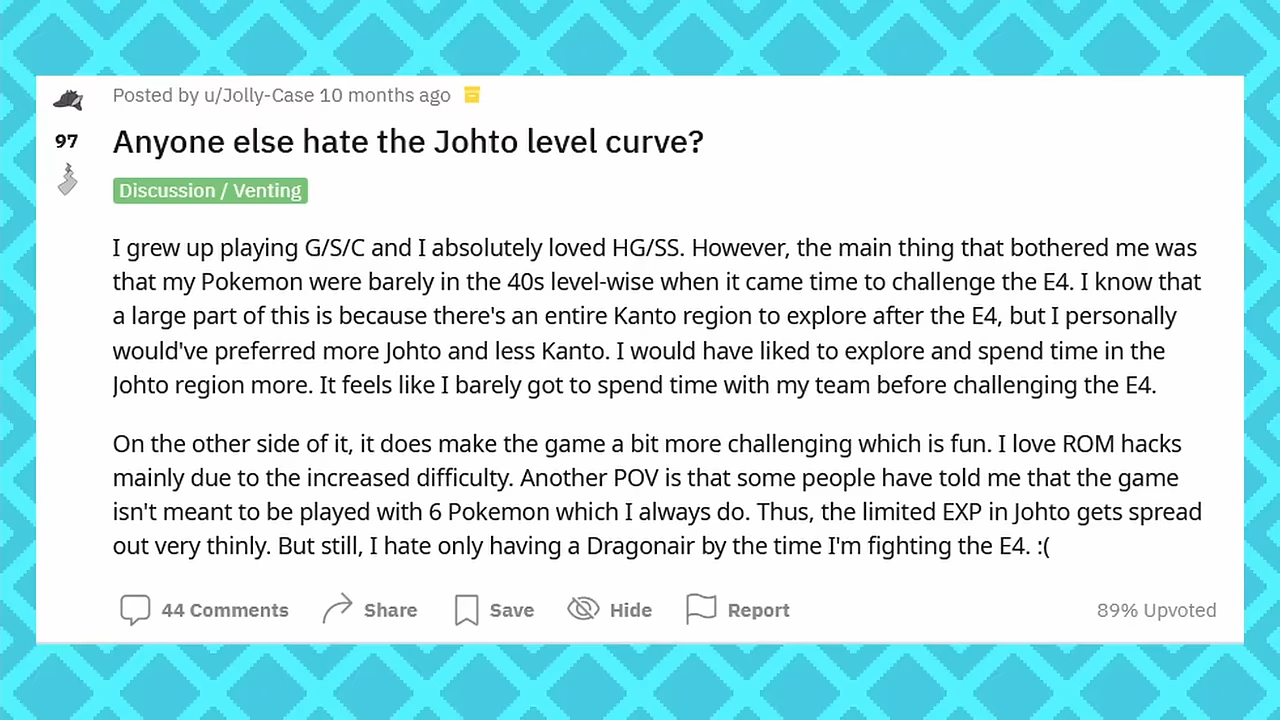 Posted by u/Jolly-Case 10 months ago
97
Anyone else hate the Johto level curve?
Discussion / Venting
I grew up playing G/S/C and I absolutely loved HG/SS. However, the main thing that bothered me was
that my Pokemon were barely in the 40s level-wise when it came time to challenge the E4. I know that
a large part of this is because there's an entire Kanto region to explore after the E4, but I personally
would've preferred more Johto and less Kanto. I would have liked to explore and spend time in the
Johto region more. It feels like I barely got to spend time with my team before challenging the E4.
On the other side of it, it does make the game a bit more challenging which is fun. I love ROM hacks
mainly due to the increased difficulty. Another POV is that some people have told me that the game
isn't meant to be played with 6 Pokemon which I always do. Thus, the limited EXP in Johto gets spread
out very thinly. But still, I hate only having a Dragonair by the time I'm fighting the E4. :(
44 Comments Share Save Hide Report 89% Upvoted